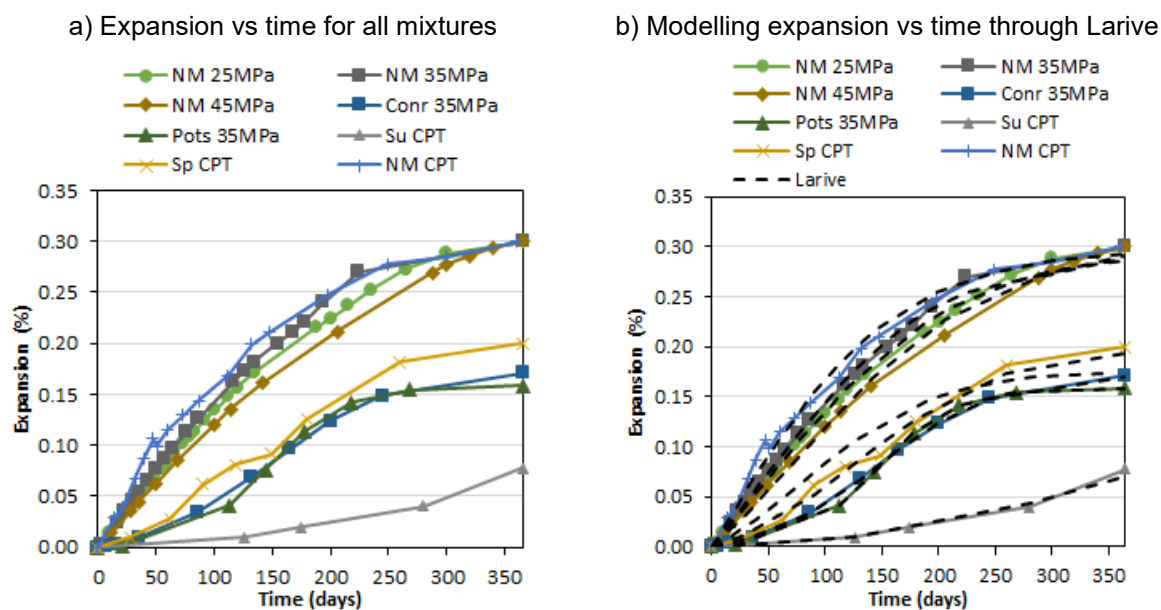 a) Expansion vs time for all mixtures
NM 25MPa NM 35MPa
NM 45MPa Conr 35MPa
Pots 35MPa Su CPT
Sp CPT NM CPT
0.35
0.30
0.25
0.20
0.15
0.10
0.05
0.00
Expansion (%)
0 50 100 150 200 250 300 350
Time (days)
b) Modelling expansion vs time through Larive
NM 25MPa NM 35MPa
NM 45MPa Conr 35MPa
Pots 35MPa Su CPT
Sp CPT NM CPT
Larive
0.35
0.30
0.25
0.20
0.15
0.10
0.05
0.00
Expansion (%)
0 50 100 150 200 250 300 350
Time (days)